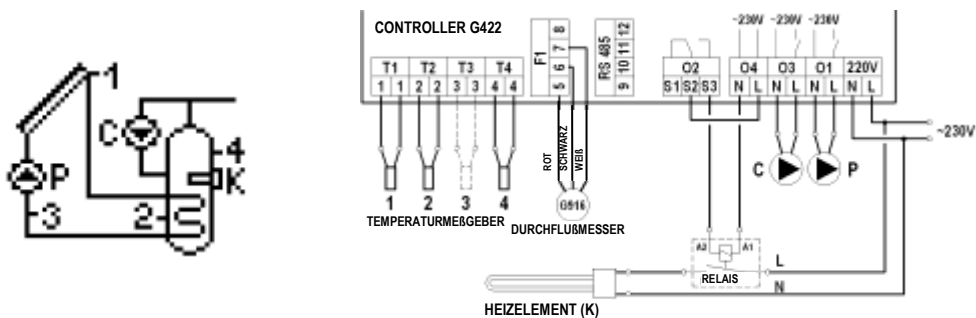 1
C
4
P
K
3
2
CONTROLLER G422
T1 T2 T3 T4
1 1 2 2 3 3 4 4
F1
8
7
6
5
RS 485
9 10 11 12
~230V ~230V ~230V
O2 O4 O3 O1 220V
S1 S2 S3 N L N L N L N L
~230V
ROT
SCHWARZ
WEIß
C P
1 2 3 4
G916
TEMPERATURMEßGEBER
DURCHFLUßMESSER
A2 A1
RELAIS
L
N
HEIZELEMENT (K)